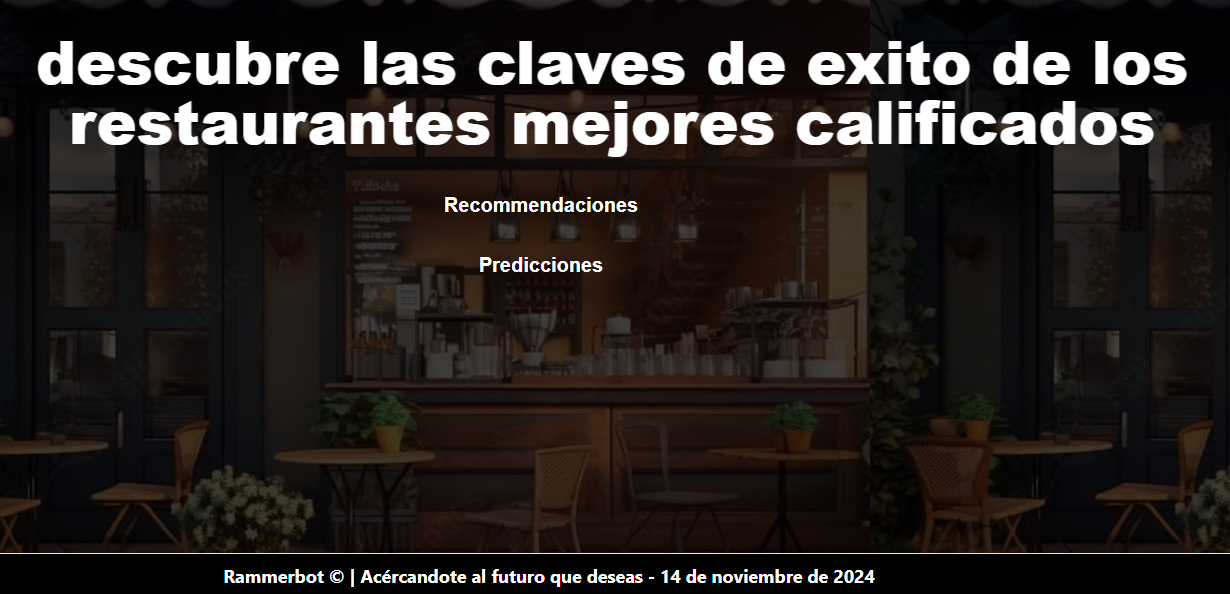 descubre las claves de exito de los
restaurantes mejores calificados
Recommendaciones
Predicciones
Rammerbot © | Acércandote al futuro que deseas - 14 de noviembre de 2024